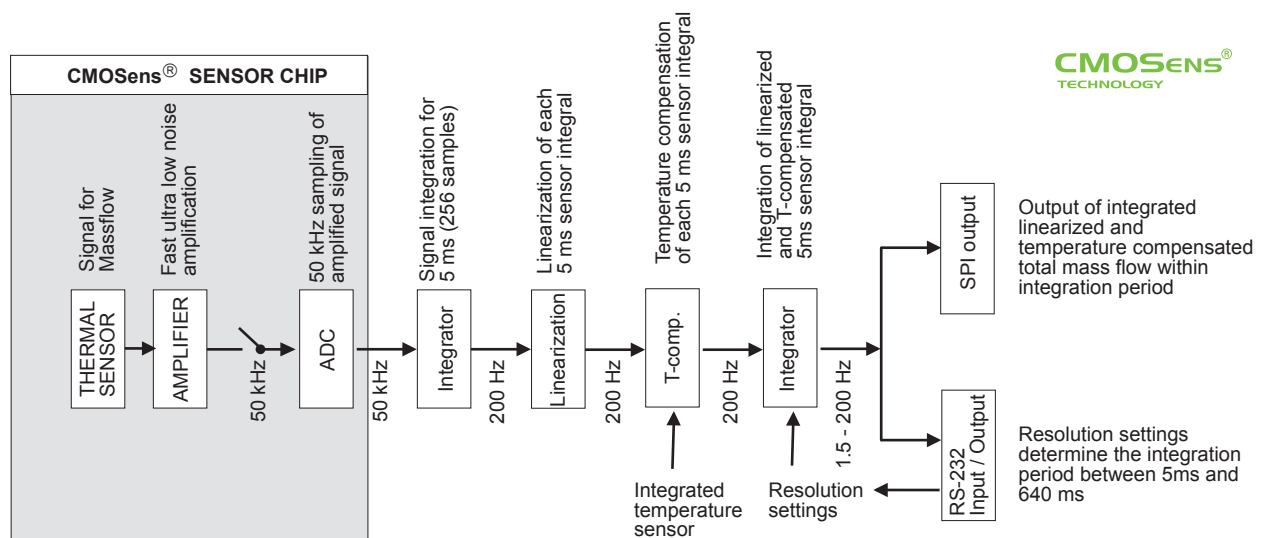 CMOSens® SENSOR CHIP
CMOSENS®
TECHNOLOGY
Signal for
Massflow
Fast ultra low noise
amplification
50 kHz sampling of
amplified signal
Signal integration for
5 ms (256 samples)
Linearization of each
5 ms sensor integral
Temperature compensation
of each 5 ms sensor integral
Integration of linearized
and T-compensated
5ms sensor integral
THERMAL
SENSOR
AMPLIFIER
50 kHz
ADC
50 kHz
Integrator
200 Hz
Linearization
200 Hz
T-comp.
200 Hz
Integrator
1.5 - 200 Hz
SPI output
Output of integrated
linearized and
temperature compensated
total mass flow within
integration period
RS-232
Input / Output
Resolution settings
determine the integration
period between 5ms and
640 ms
Integrated
temperature
sensor
Resolution
settings